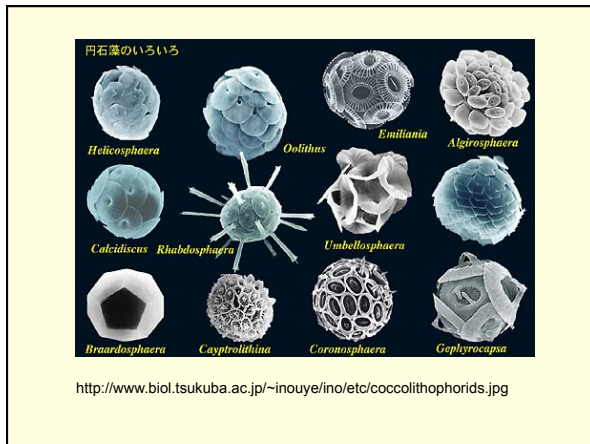 円石藻のいろいろ
Helicosphaera
Oolithus
Emiliania
Algirosphaera
Calcidiscus
Rhabdosphaera
Umbellosphaera
Braardosphaera
Cayptrolithina
Coronosphaera
Gephyrocapsa
http://www.biol.tsukuba.ac.jp/~inouye/ino/etc/coccolithophorids.jpg